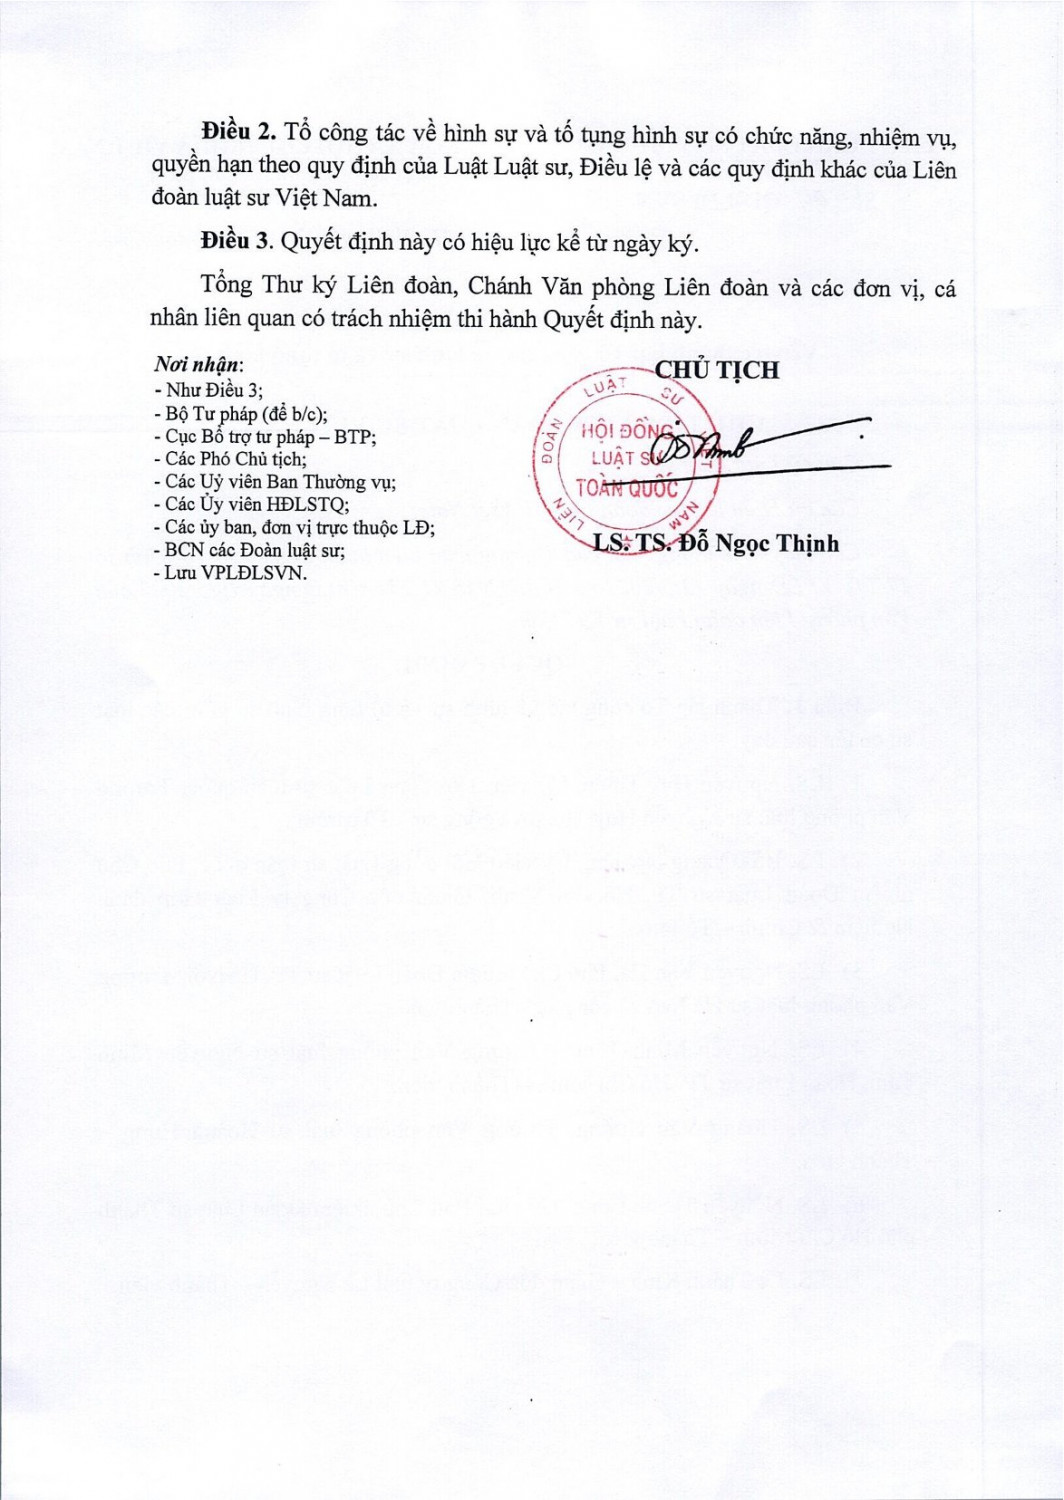 Điều 2. Tổ công tác về hình sự và tố tụng hình sự có chức năng, nhiệm vụ,
quyền hạn theo quy định của Luật Luật sư, Điều lệ và các quy định khác của Liên
đoàn luật sư Việt Nam.
Điều 3. Quyết định này có hiệu lực kể từ ngày ký.
Tổng Thư ký Liên đoàn, Chánh Văn phòng Liên đoàn và các đơn vị, cá
nhân liên quan có trách nhiệm thi hành Quyết định này.
Nơi nhận:
- Như Điều 3;
- Bộ Tư pháp (để b/c);
- Cục Bổ trợ tư pháp – BTP;
- Các Phó Chủ tịch;
- Các Uỷ viên Ban Thường vụ;
- Các Ủy viên HĐLSTQ;
- Các ủy ban, đơn vị trực thuộc LĐ;
- BCN các Đoàn luật sư;
- Lưu VPLĐLSVN.
CHỦ TỊCH
LIÊN ĐOÀN LUẬT SƯ VIỆT NAM
HỘI ĐỒNG
LUẬT SƯ
TOÀN QUỐC
LS. TS. Đỗ Ngọc Thịnh